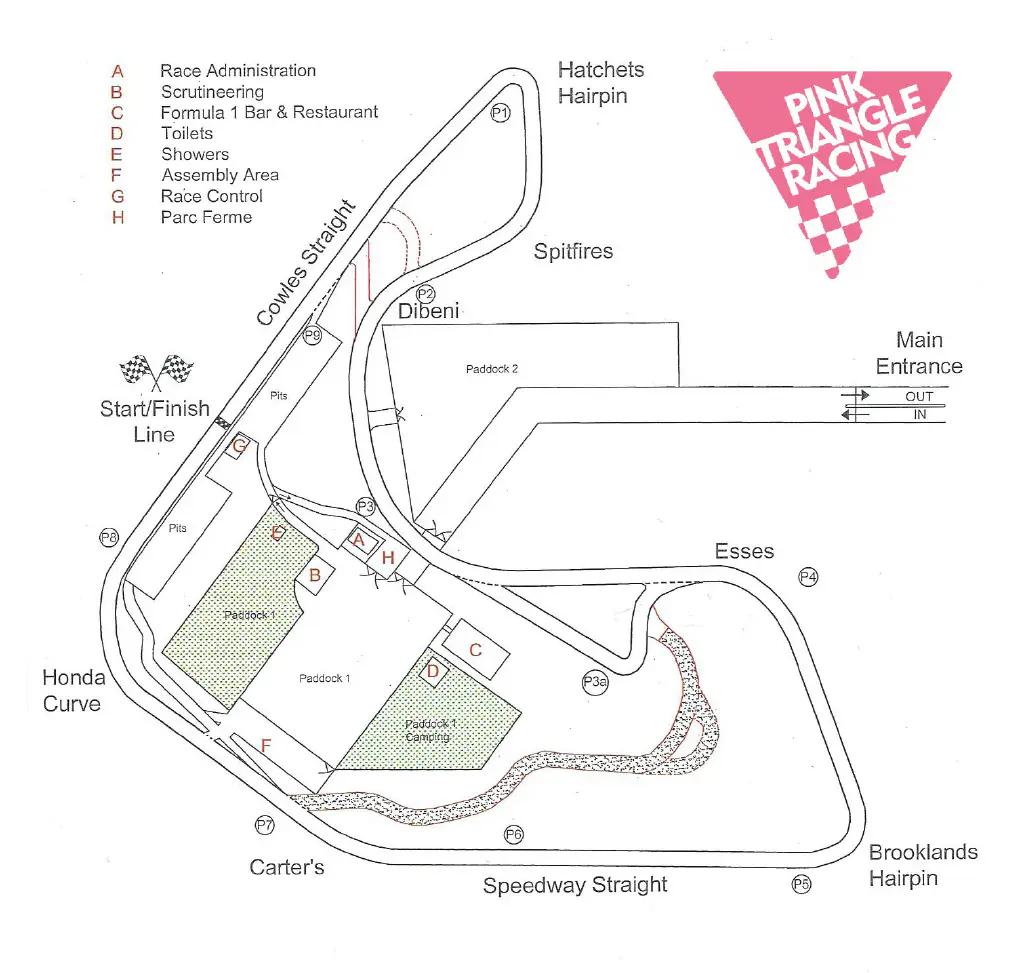 A Race Administration
B Scrutineering
C Formula 1 Bar & Restaurant
D Toilets
E Showers
F Assembly Area
G Race Control
H Parc Ferme
Hatchets
Hairpin
P1
PINK
TRIANGLE
RACING
Cowles Straight
Spitfires
P2
Dibeni
P9
Main
Entrance
OUT
IN
Paddock 2
Start/Finish
Line
Pits
G
P3
P8
Pits
E
A
H
B
Esses
P4
Paddock 1
C
D
P3a
Honda
Curve
Paddock 1
Paddock 1
Camping
F
P7
P6
Carter's
Speedway Straight
P5
Brooklands
Hairpin